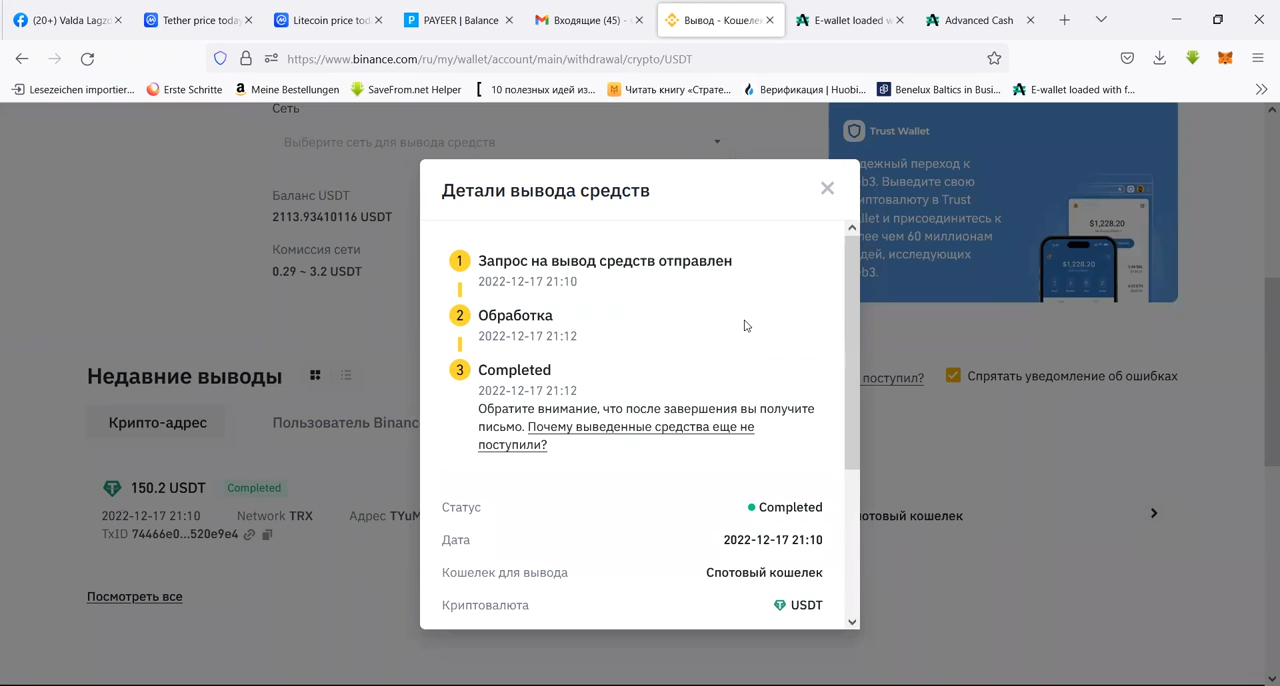 (20+) Valda Lagzd
Tether price today
Litecoin price tod
PAYEER | Balance
Входящие (45) -
Вывод - Кошелек
E-wallet loaded w
Advanced Cash
https://www.binance.com/ru/my/wallet/account/main/withdrawal/crypto/USDT
Lesezeichen importier...
Erste Schritte
Meine Bestellungen
SaveFrom.net Helper
10 полезных идей из...
Читать книгу «Страте...
Верификация | Huobi...
Benelux Baltics in Busi...
E-wallet loaded with f...
Сеть
Выберите сеть для вывода средств
Баланс USDT
2113.93410116 USDT
Комиссия сети
0.29 ~ 3.2 USDT
Trust Wallet
дежный переход к
b3. Выведите свою
иптовалюту в Trust
llet и присоединитесь к
лее чем 60 миллионам
дей, исследующих
b3.
$1,228.20
$1,228.20
Детали вывода средств
1 Запрос на вывод средств отправлен
2022-12-17 21:10
2 Обработка
2022-12-17 21:12
3 Completed
2022-12-17 21:12
Обратите внимание, что после завершения вы получите
письмо. Почему выведенные средства еще не
поступили?
Статус Completed
Дата 2022-12-17 21:10
Кошелек для вывода Спотовый кошелек
Криптовалюта USDT
Недавние выводы
поступил?
Спрятать уведомление об ошибках
Крипто-адрес
Пользователь Binanc
150.2 USDT Completed
2022-12-17 21:10 Network TRX Адрес TYuM
потовый кошелек
TxID 74466e0...520e9e4
Посмотреть все